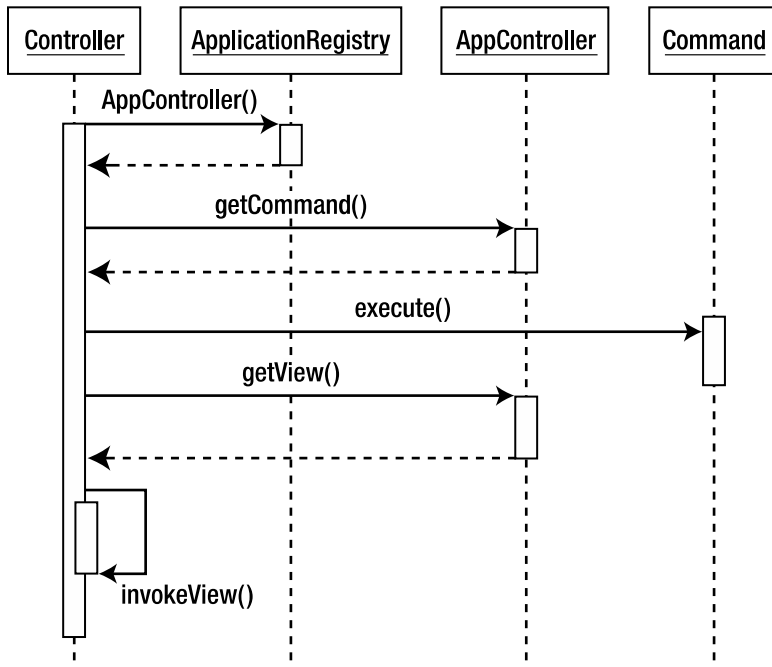 Controller
ApplicationRegistry
AppController
Command
AppController()
getCommand()
execute()
getView()
invokeView()